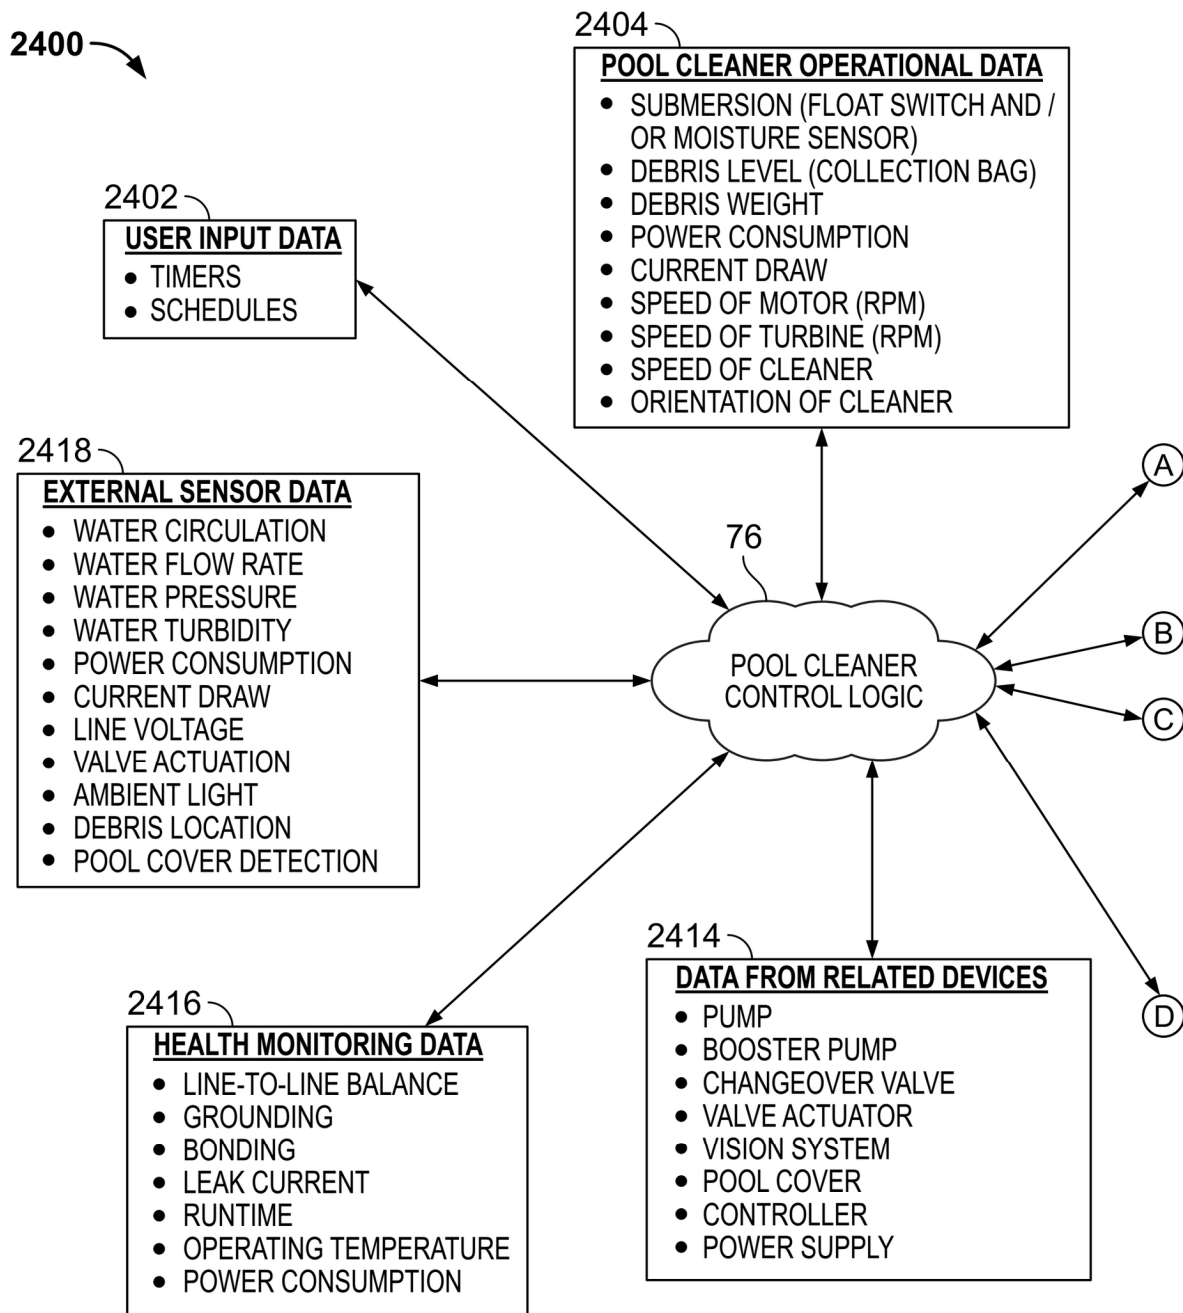 2400
2404
POOL CLEANER OPERATIONAL DATA
• SUBMERSION (FLOAT SWITCH AND /
OR MOISTURE SENSOR)
• DEBRIS LEVEL (COLLECTION BAG)
• DEBRIS WEIGHT
• POWER CONSUMPTION
• CURRENT DRAW
• SPEED OF MOTOR (RPM)
• SPEED OF TURBINE (RPM)
• SPEED OF CLEANER
• ORIENTATION OF CLEANER
2402
USER INPUT DATA
• TIMERS
• SCHEDULES
2418
EXTERNAL SENSOR DATA
• WATER CIRCULATION
• WATER FLOW RATE
• WATER PRESSURE
• WATER TURBIDITY
• POWER CONSUMPTION
• CURRENT DRAW
• LINE VOLTAGE
• VALVE ACTUATION
• AMBIENT LIGHT
• DEBRIS LOCATION
• POOL COVER DETECTION
76
POOL CLEANER
CONTROL LOGIC
A
B
C
D
2416
HEALTH MONITORING DATA
• LINE-TO-LINE BALANCE
• GROUNDING
• BONDING
• LEAK CURRENT
• RUNTIME
• OPERATING TEMPERATURE
• POWER CONSUMPTION
2414
DATA FROM RELATED DEVICES
• PUMP
• BOOSTER PUMP
• CHANGEOVER VALVE
• VALVE ACTUATOR
• VISION SYSTEM
• POOL COVER
• CONTROLLER
• POWER SUPPLY